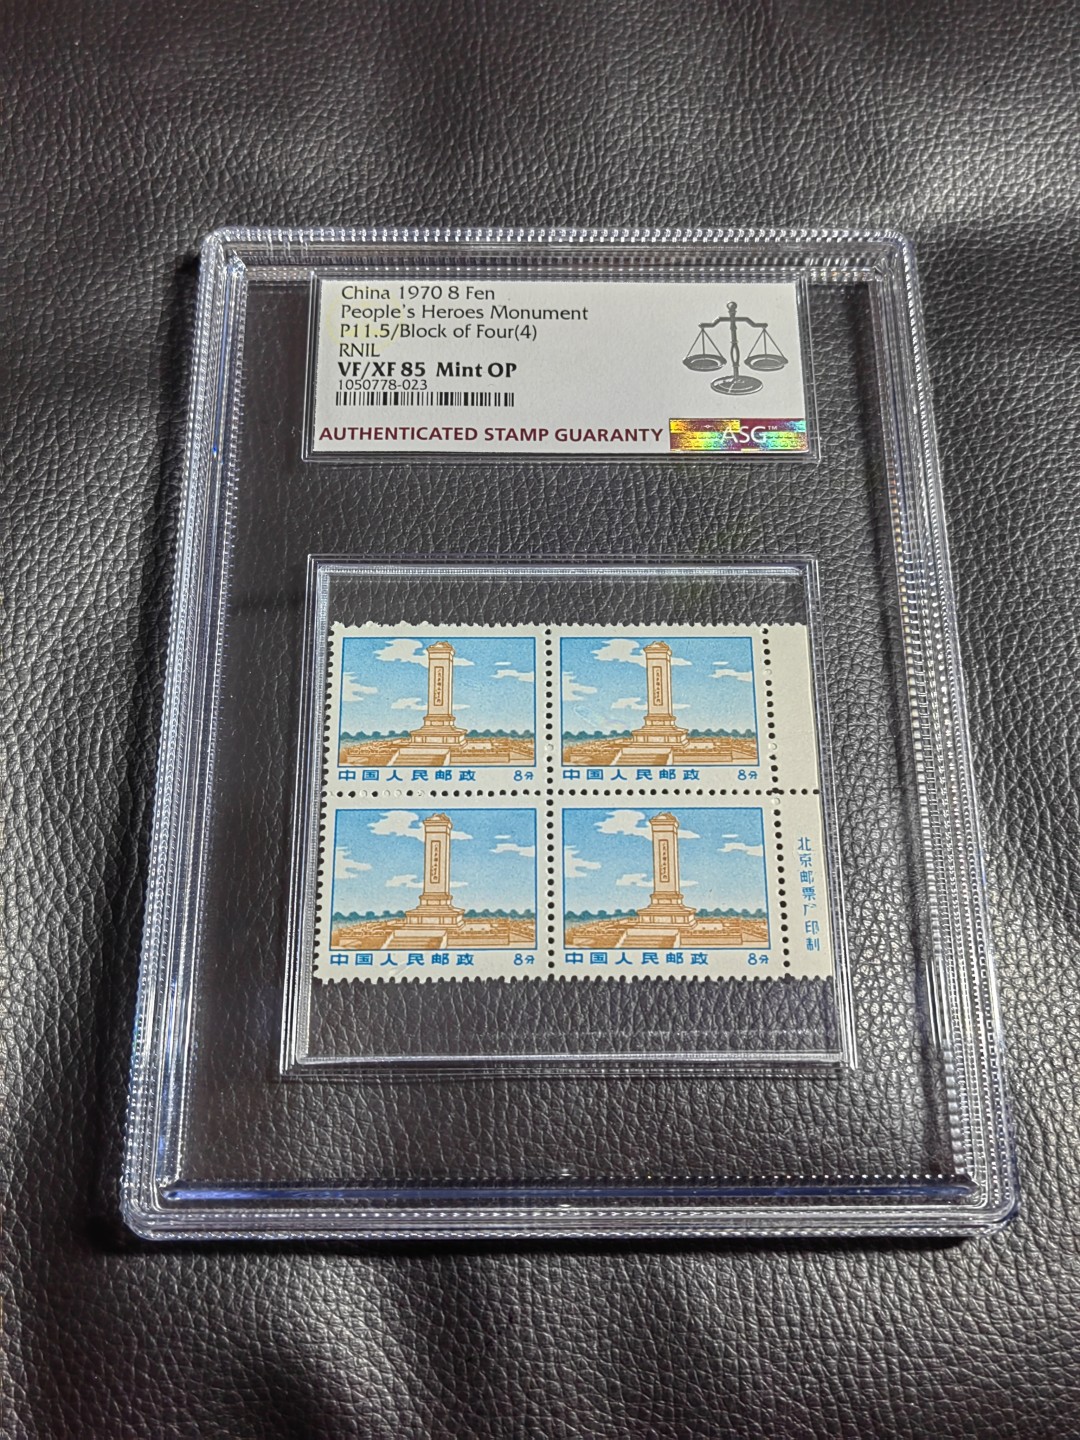 China 1970 8 Fen
People's Heroes Monument
P11.5/Block of Four(4)
RNIL
VF/XF 85 Mint OP
1050778-023
AUTHENTICATED STAMP GUARANTY
ASG™
中国人民邮政 8分
中国人民邮政 8分
中国人民邮政 8分
中国人民邮政 8分
北京邮票厂印制